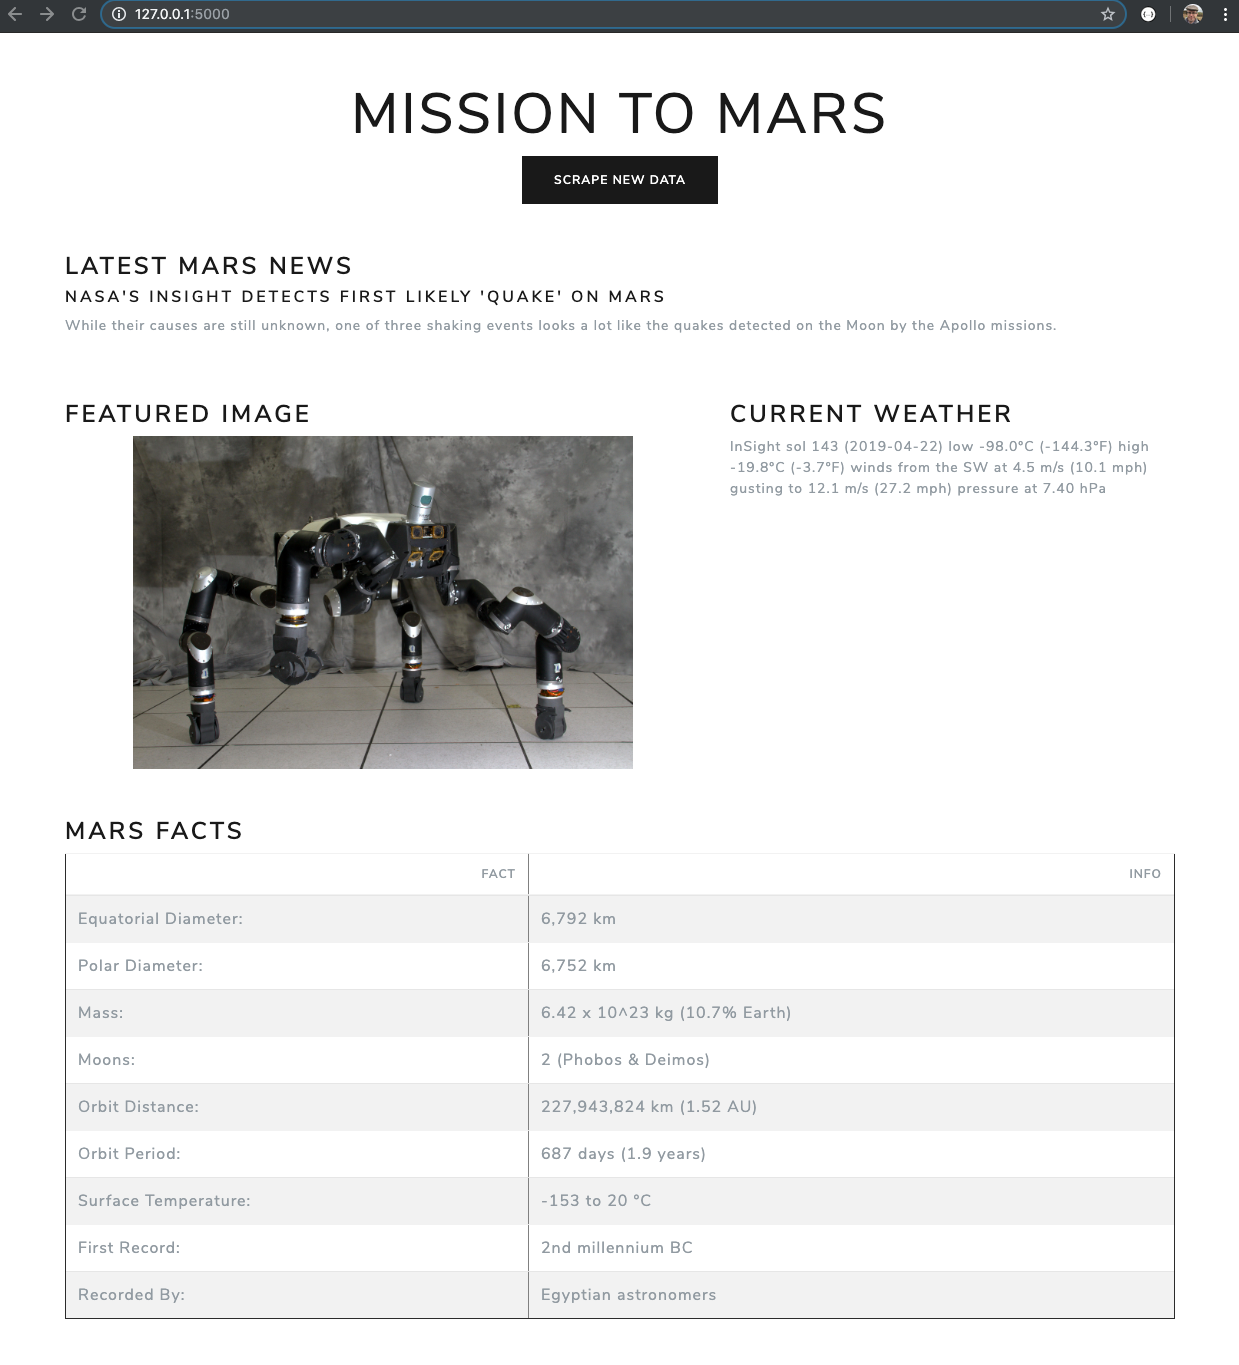 127.0.0.1:5000
MISSION TO MARS
SCRAPE NEW DATA
LATEST MARS NEWS
NASA'S INSIGHT DETECTS FIRST LIKELY 'QUAKE' ON MARS
While their causes are still unknown, one of three shaking events looks a lot like the quakes detected on the Moon by the Apollo missions.
FEATURED IMAGE
CURRENT WEATHER
InSight sol 143 (2019-04-22) low -98.0ºC (-144.3ºF) high
-19.8ºC (-3.7ºF) winds from the SW at 4.5 m/s (10.1 mph)
gusting to 12.1 m/s (27.2 mph) pressure at 7.40 hPa
MARS FACTS
FACT INFO
Equatorial Diameter: 6,792 km
Polar Diameter: 6,752 km
Mass: 6.42 x 10^23 kg (10.7% Earth)
Moons: 2 (Phobos & Deimos)
Orbit Distance: 227,943,824 km (1.52 AU)
Orbit Period: 687 days (1.9 years)
Surface Temperature: -153 to 20 °C
First Record: 2nd millennium BC
Recorded By: Egyptian astronomers